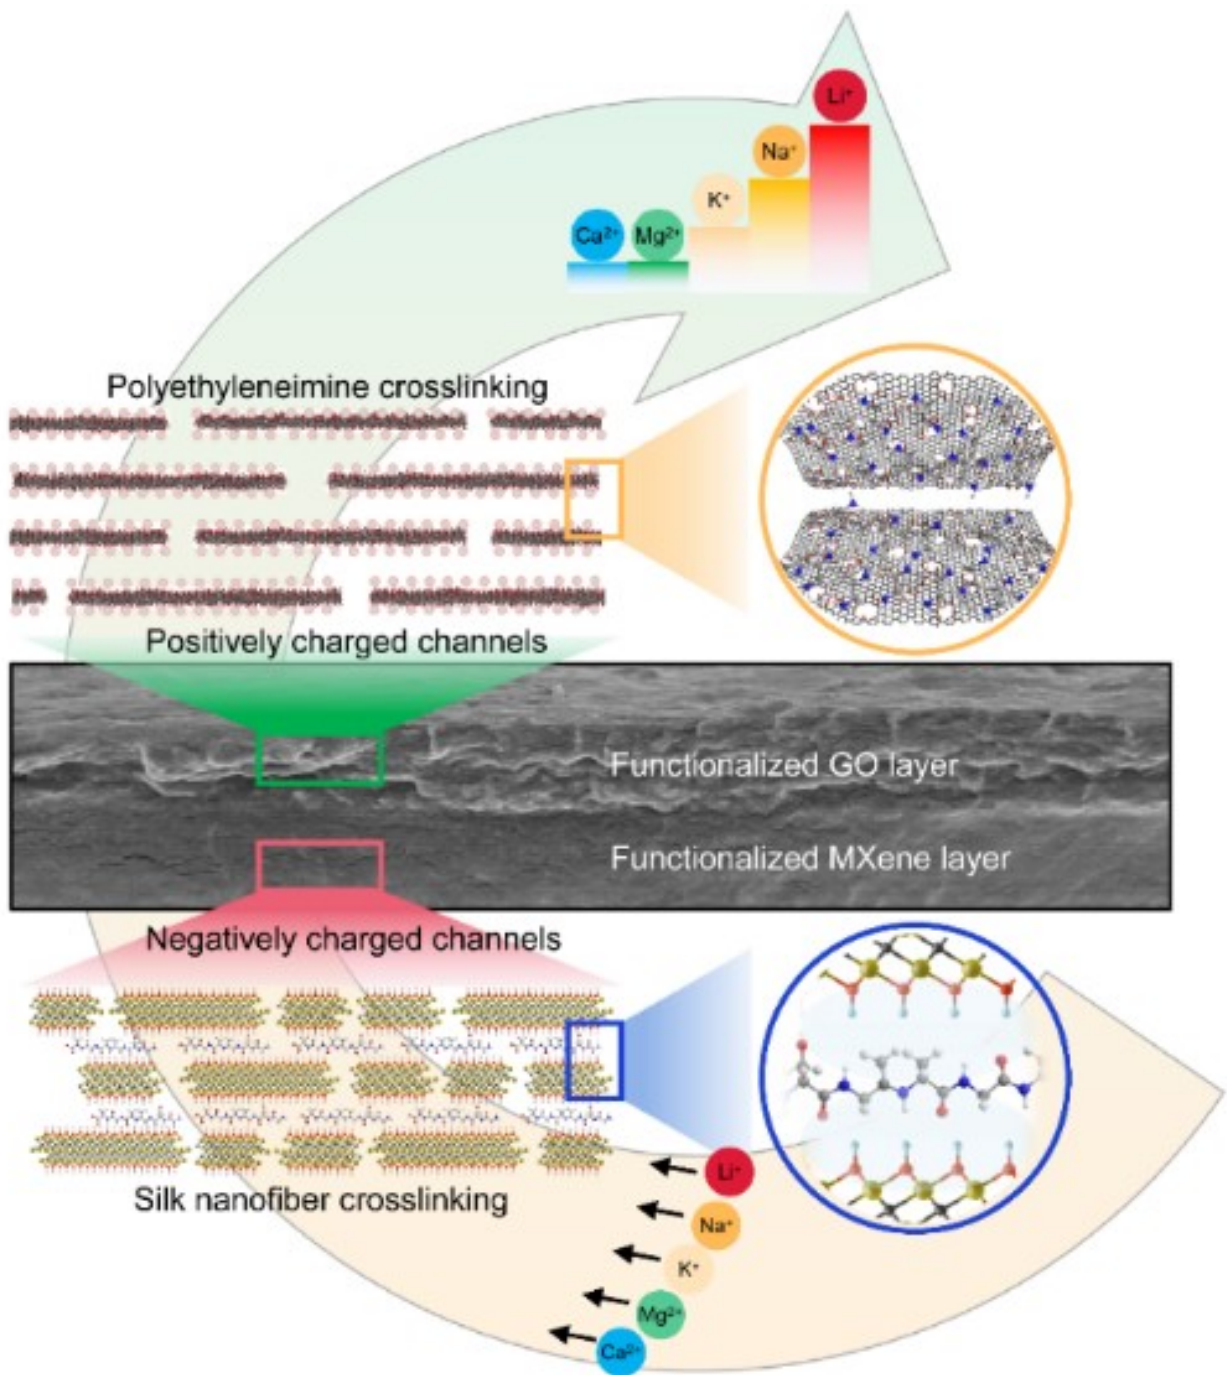 Li⁺
Na⁺
K⁺
Ca²⁺ Mg²⁺
Polyethyleneimine crosslinking
Positively charged channels
Functionalized GO layer
Functionalized MXene layer
Negatively charged channels
Silk nanofiber crosslinking
Li⁺
Na⁺
K⁺
Mg²⁺
Ca²⁺